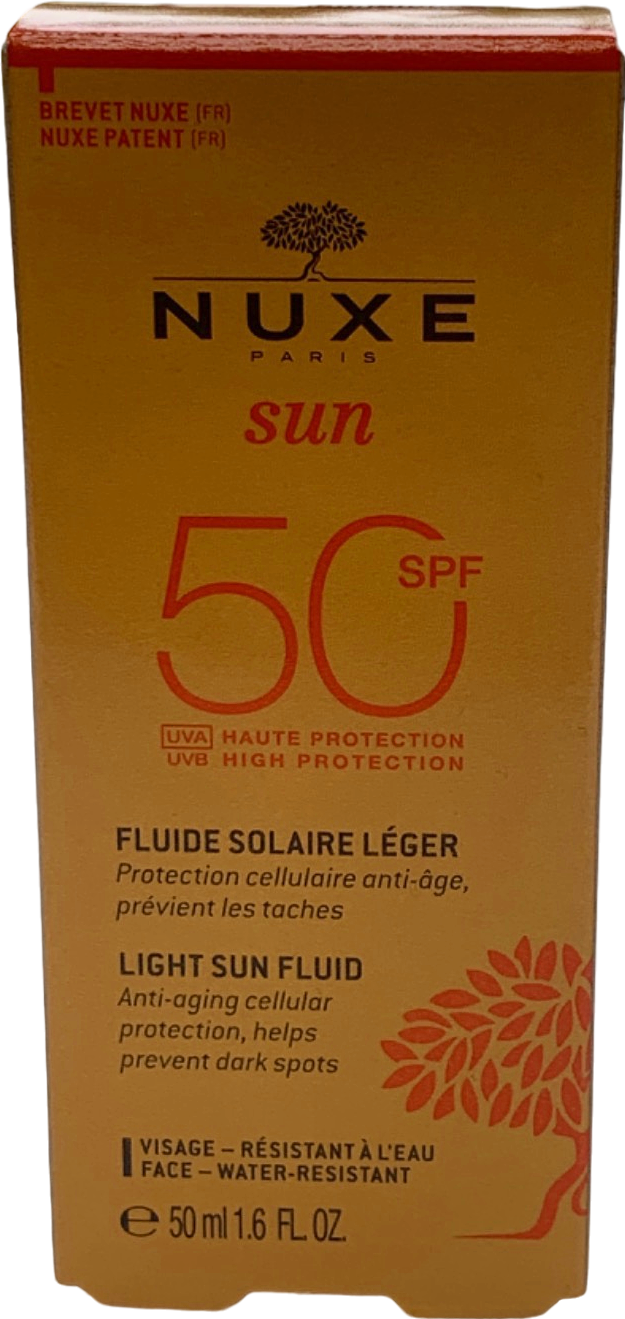 BREVET NUXE (FR)
NUXE PATENT (FR)
NUXE
PARIS
sun
50 SPF
UVA HAUTE PROTECTION
UVB HIGH PROTECTION
FLUIDE SOLAIRE LÉGER
Protection cellulaire anti-âge,
prévient les taches
LIGHT SUN FLUID
Anti-aging cellular
protection, helps
prevent dark spots
VISAGE – RÉSISTANT À L'EAU
FACE – WATER-RESISTANT
℮ 50 ml 1.6 FL. OZ.